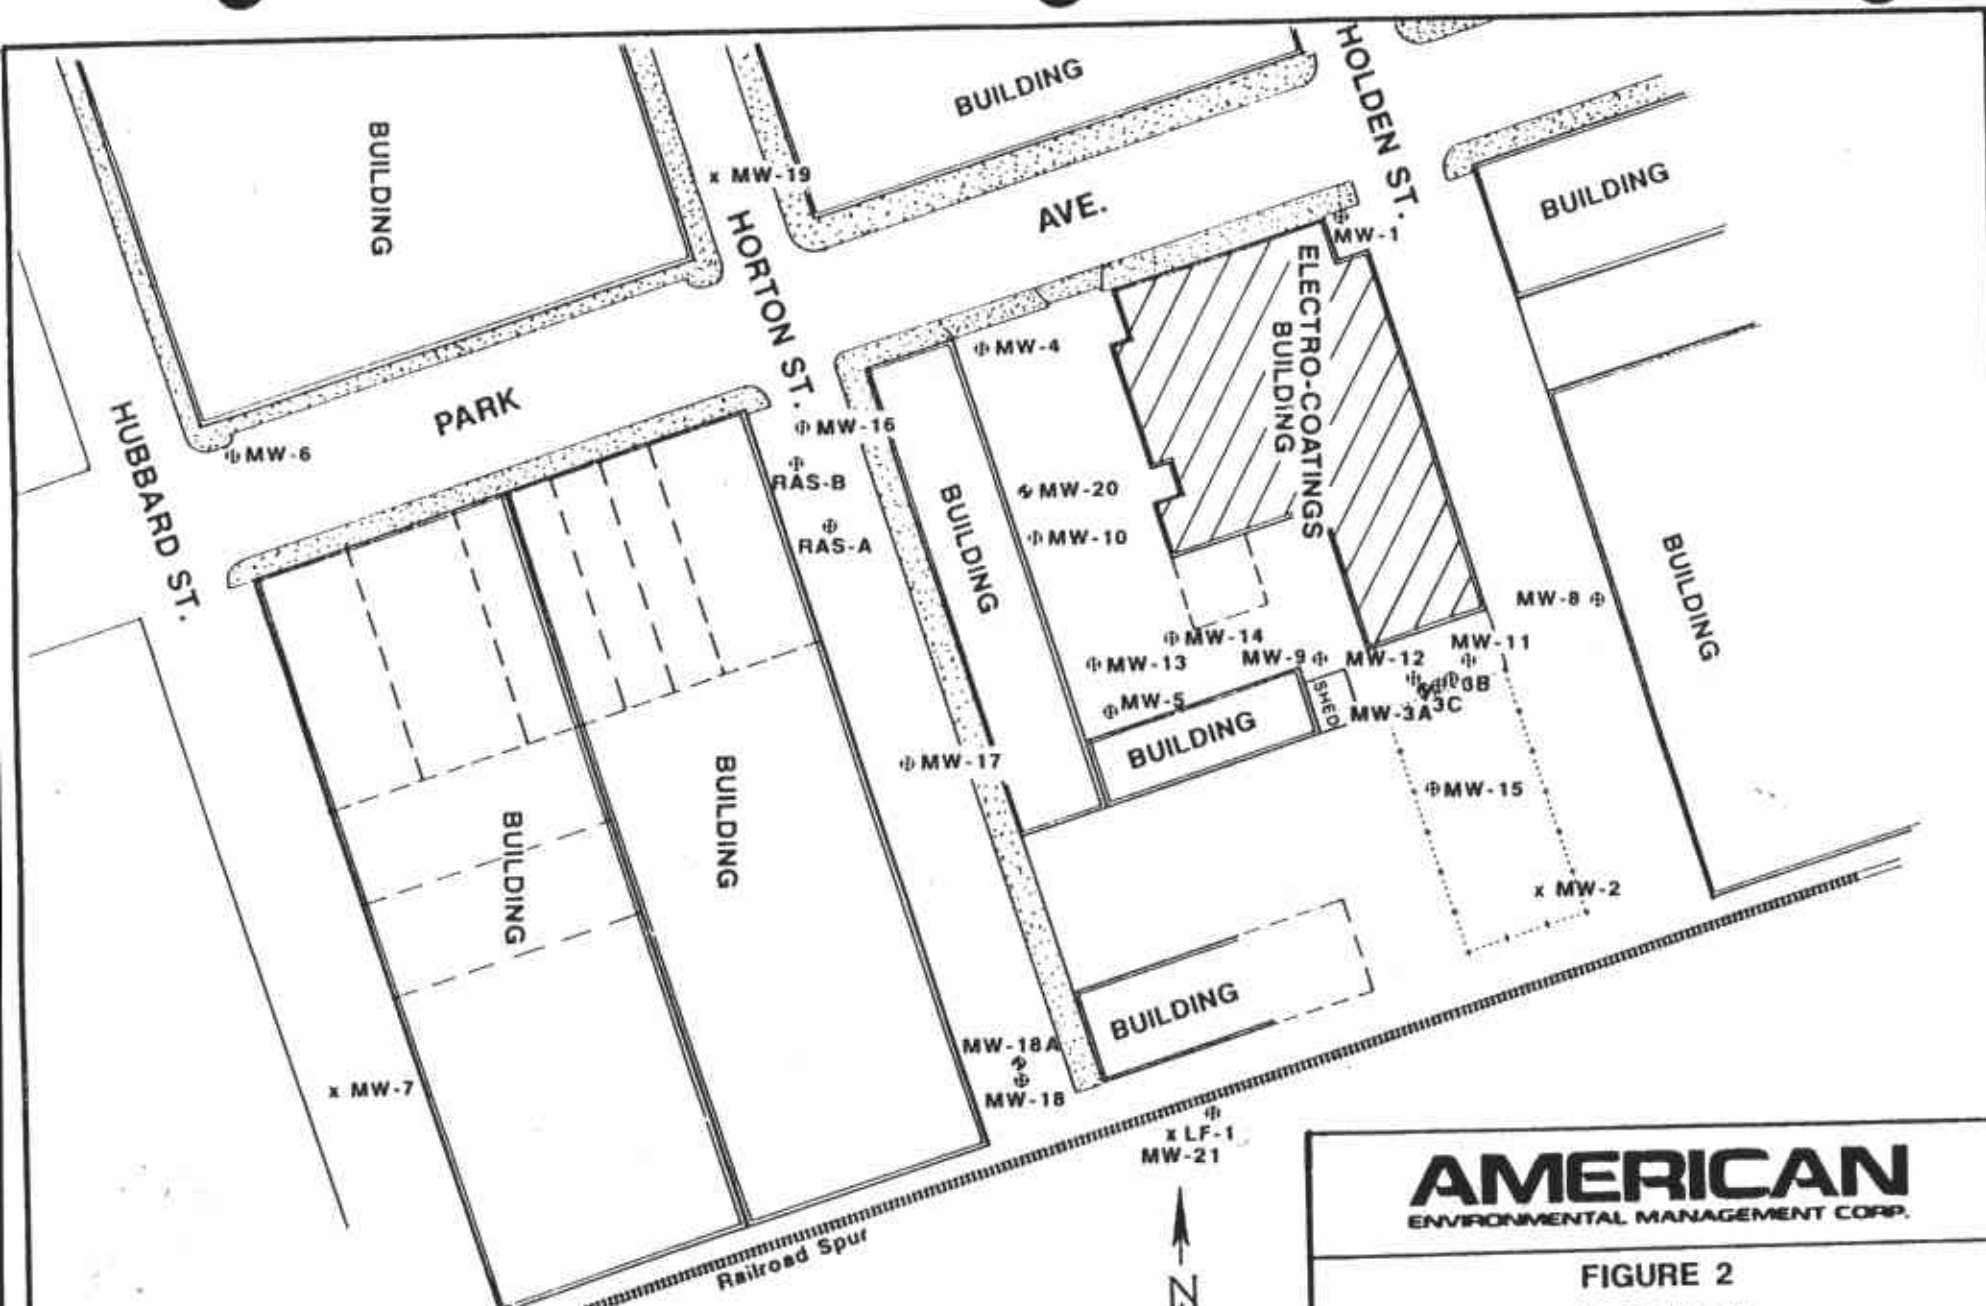 BUILDING
BUILDING
HOLDEN ST.
x MW-19
BUILDING
AVE.
MW-1
HORTON ST.
ELECTRO-COATINGS
BUILDING
MW-4
PARK
HUBBARD ST.
MW-6
MW-16
RAS-B
RAS-A
BUILDING
MW-20
MW-10
BUILDING
MW-8
MW-14
MW-13
MW-9
MW-12
MW-11
MW-5
SHED
3B
3C
MW-3A
BUILDING
MW-17
MW-15
BUILDING
BUILDING
x MW-2
BUILDING
MW-18A
MW-18
x MW-7
x LF-1
MW-21
Railroad Spur
N
AMERICAN
ENVIRONMENTAL MANAGEMENT CORP.
FIGURE 2